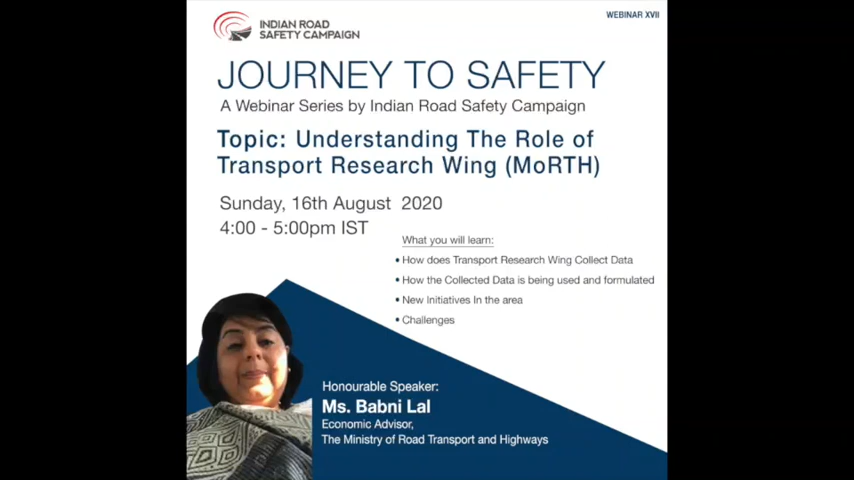 INDIAN ROAD
SAFETY CAMPAIGN
WEBINAR XVII
JOURNEY TO SAFETY
A Webinar Series by Indian Road Safety Campaign
Topic: Understanding The Role of
Transport Research Wing (MoRTH)
Sunday, 16th August 2020
4:00 - 5:00pm IST
What you will learn:
• How does Transport Research Wing Collect Data
• How the Collected Data is being used and formulated
• New Initiatives In the area
• Challenges
Honourable Speaker:
Ms. Babni Lal
Economic Advisor,
The Ministry of Road Transport and Highways